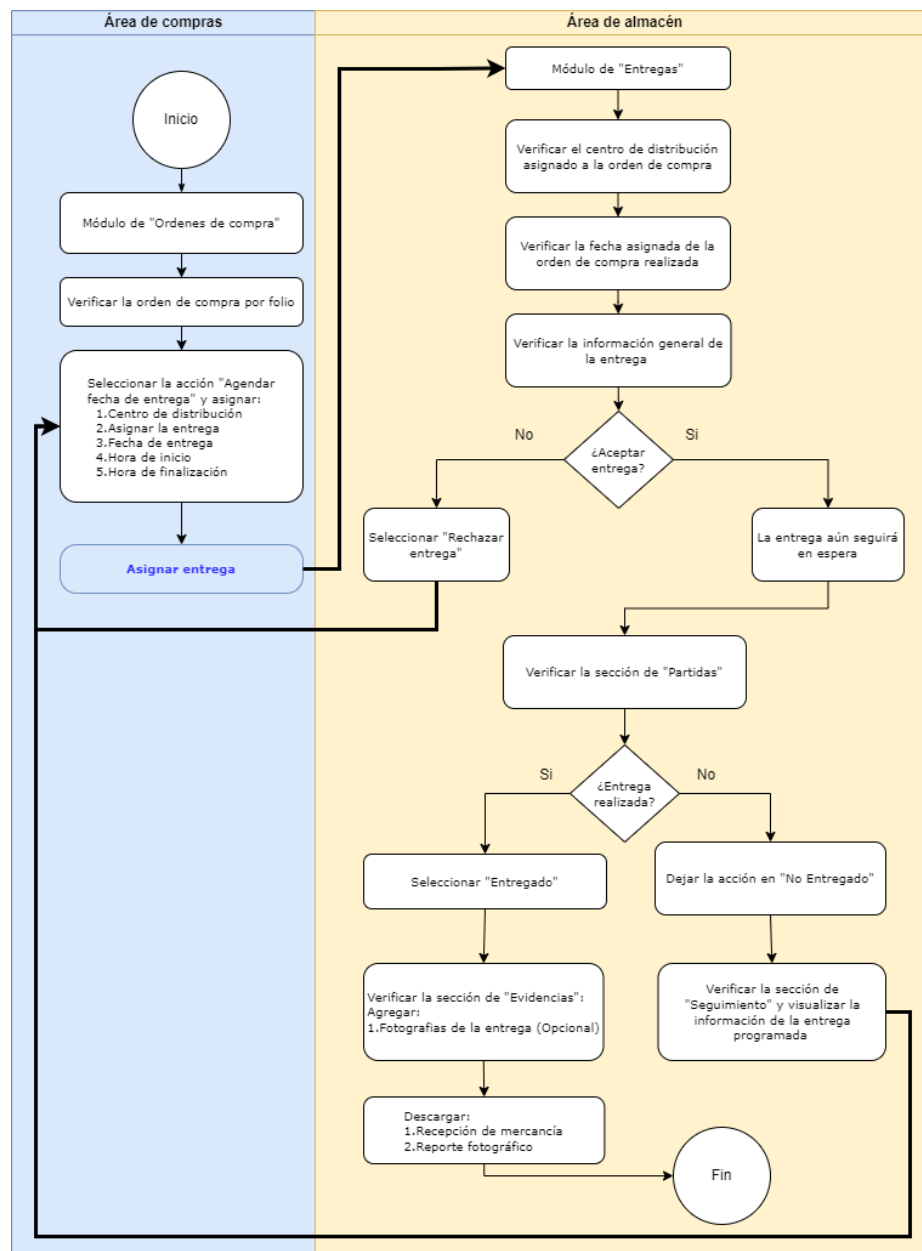 Área de compras
Área de almacén
Inicio
Módulo de "Ordenes de compra"
Verificar la orden de compra por folio
Seleccionar la acción "Agendar
fecha de entrega" y asignar:
1.Centro de distribución
2.Asignar la entrega
3.Fecha de entrega
4.Hora de inicio
5.Hora de finalización
Asignar entrega
Módulo de "Entregas"
Verificar el centro de distribución
asignado a la orden de compra
Verificar la fecha asignada de la
orden de compra realizada
Verificar la información general de
la entrega
No
Si
¿Aceptar
entrega?
Seleccionar "Rechazar
entrega"
La entrega aún seguirá
en espera
Verificar la sección de "Partidas"
Si
No
¿Entrega
realizada?
Seleccionar "Entregado"
Dejar la acción en "No Entregado"
Verificar la sección de "Evidencias":
Agregar:
1.Fotografias de la entrega (Opcional)
Verificar la sección de
"Seguimiento" y visualizar la
información de la entrega
programada
Descargar:
1.Recepción de mercancía
2.Reporte fotográfico
Fin